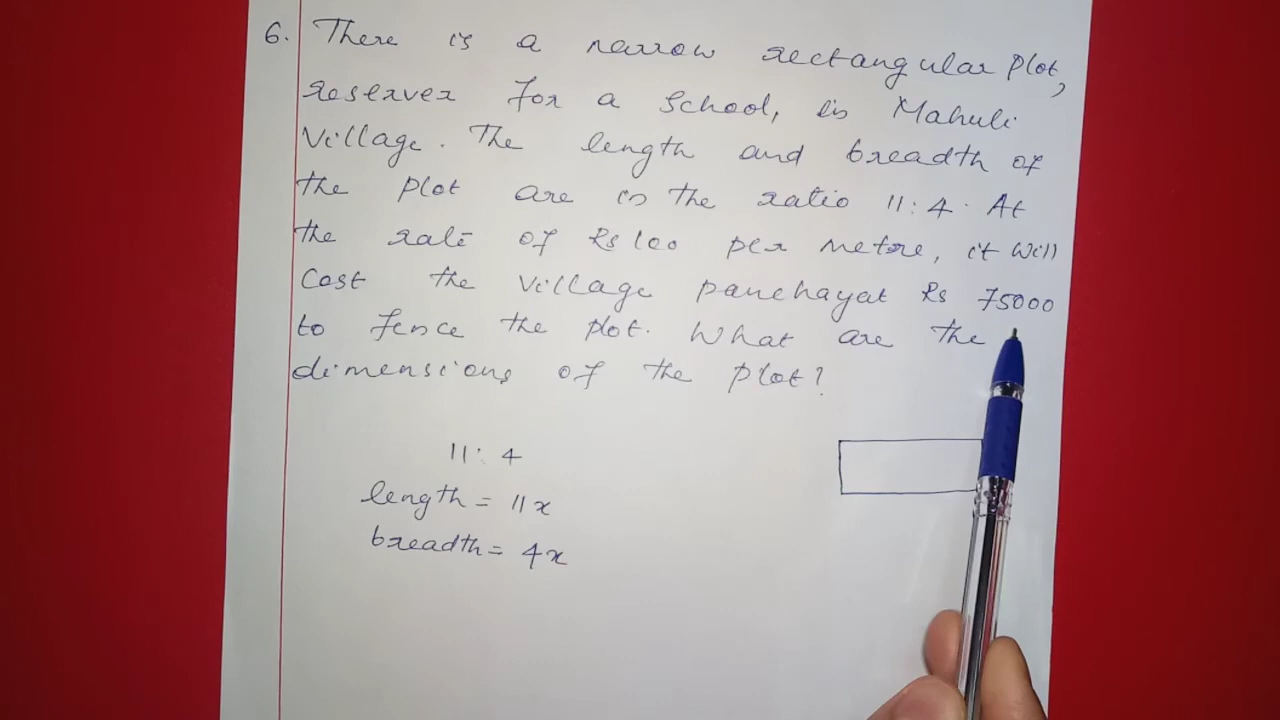 6. There is a narrow rectangular plot,
reserver for a school, in Mahuli
village. The length and breadth of
the plot are in the ratio 11:4. At
the rate of Rs 100 per metre, it will
cost the village panchayat Rs 75000
to fence the plot. What are the
dimensions of the plot?
11:4
length = 11x
breadth = 4x